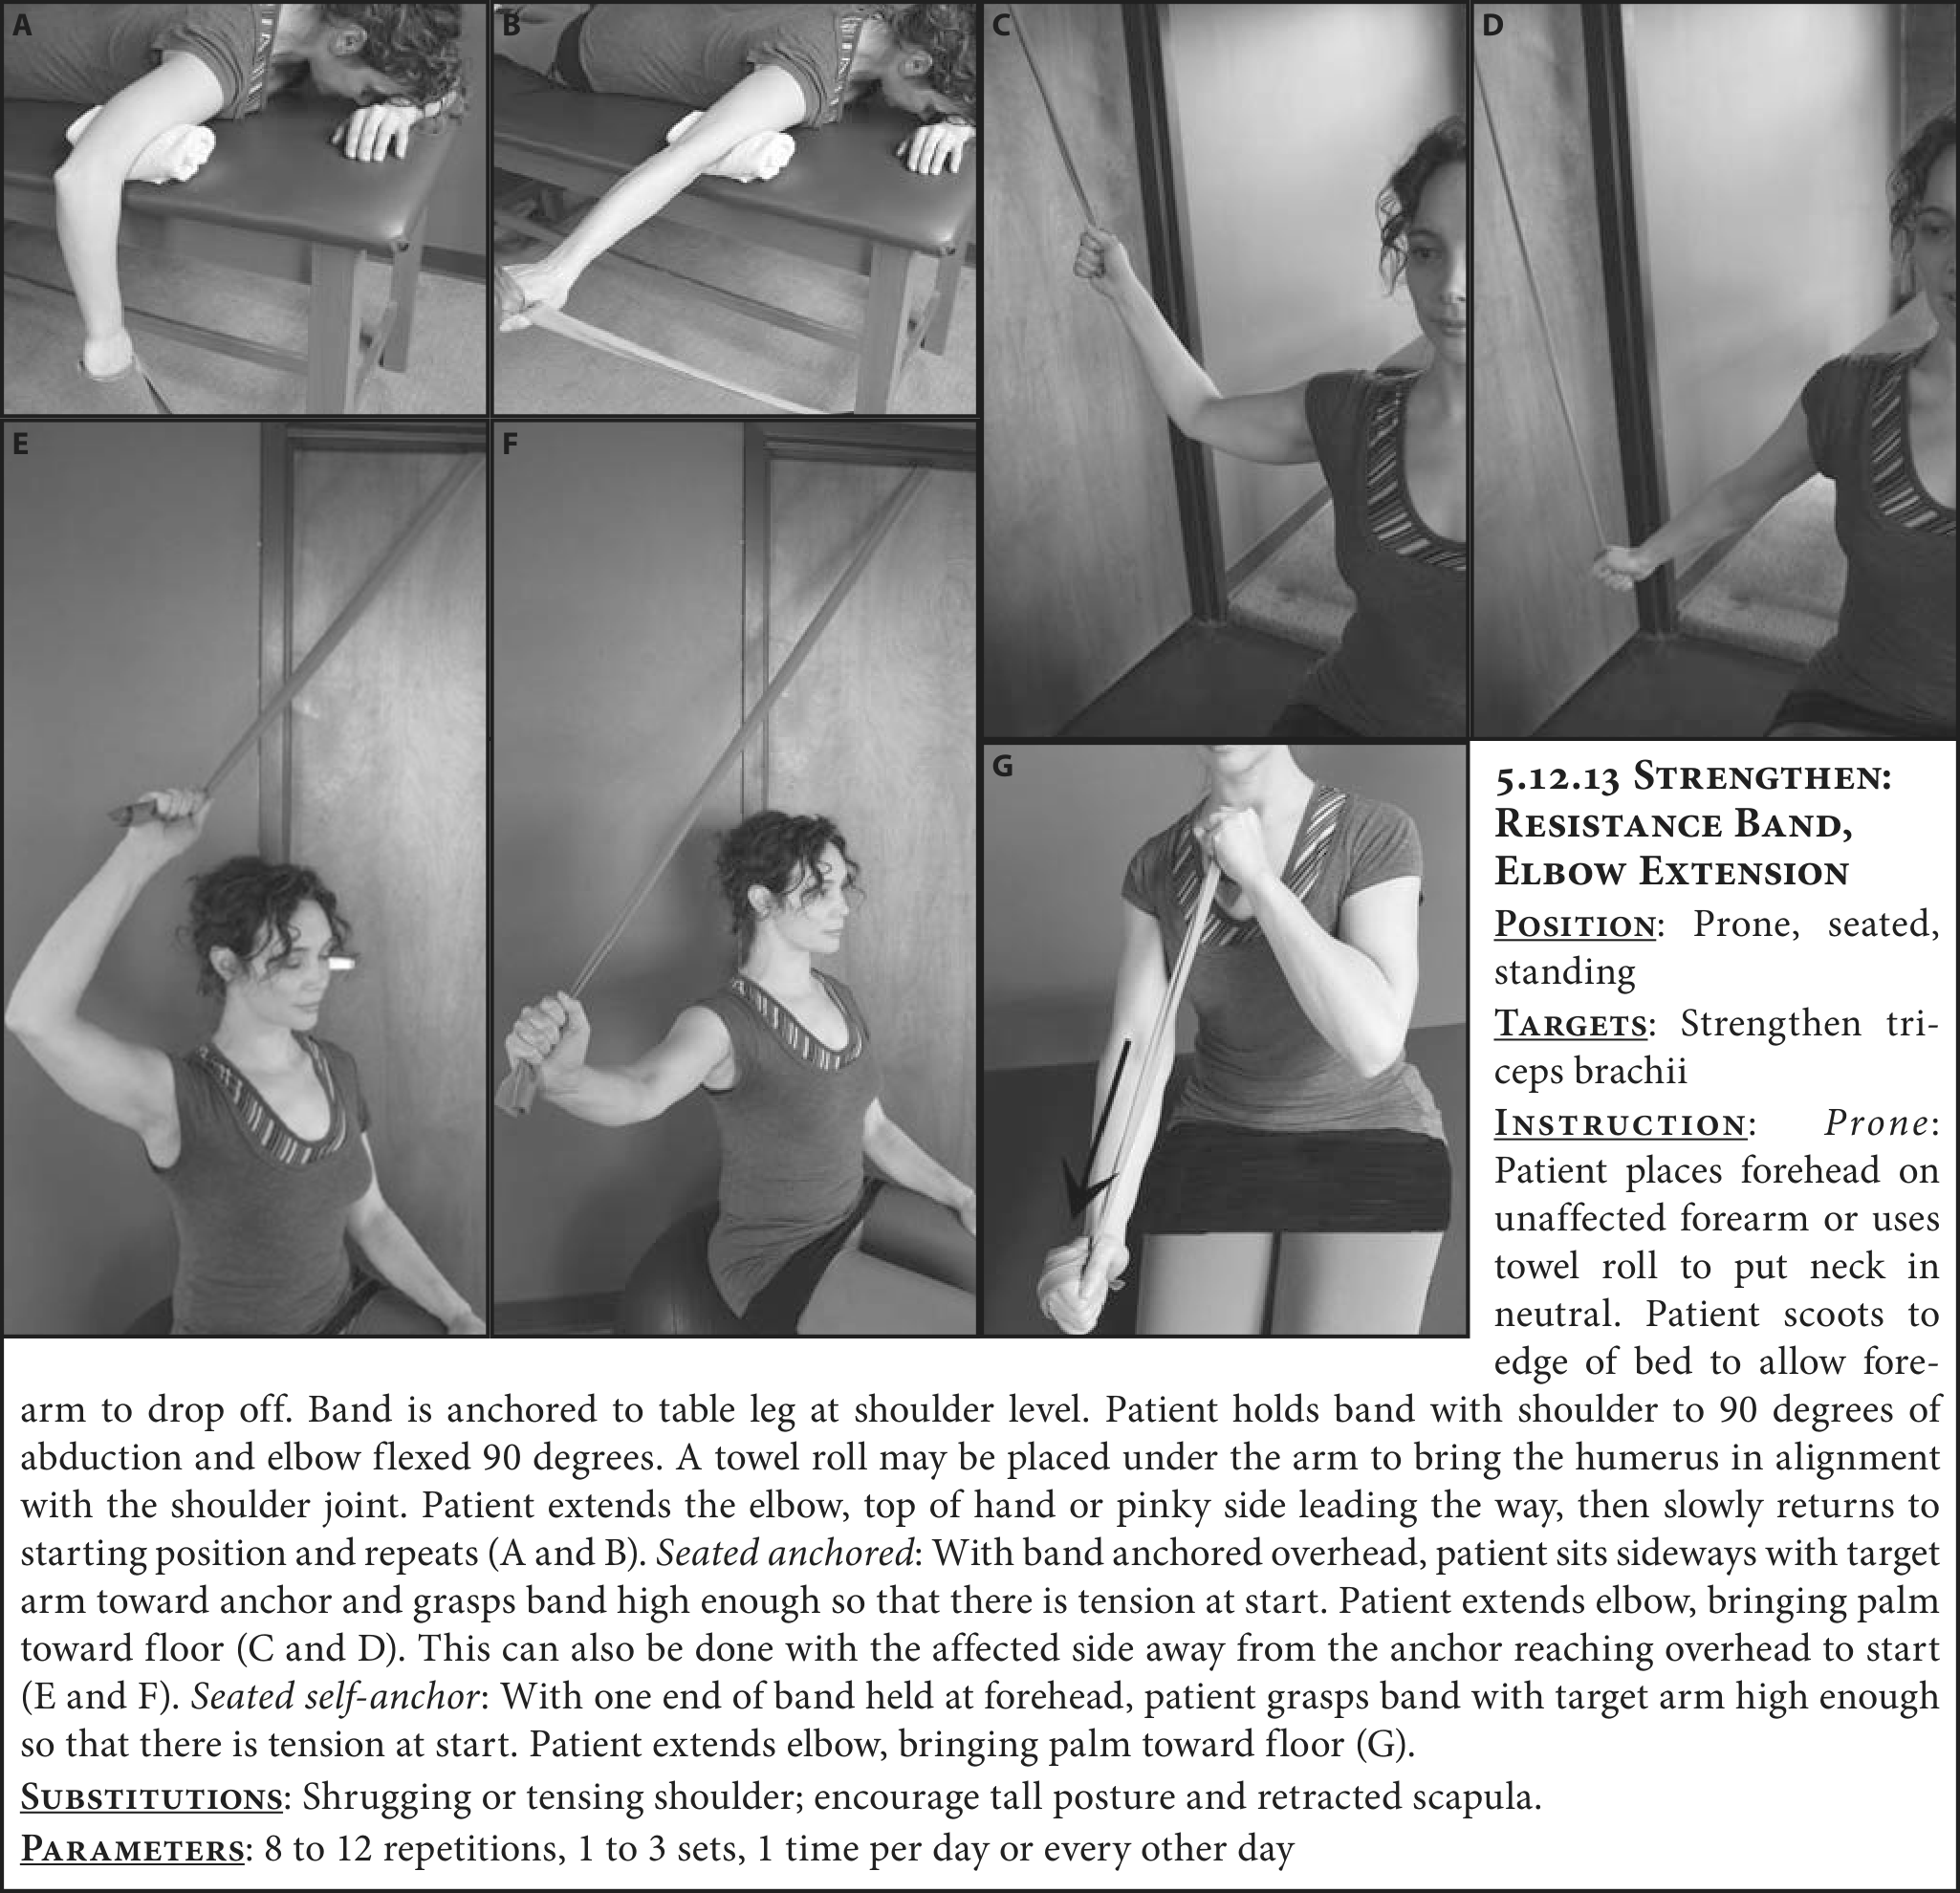 A
B
C
D
E
F
G
5.12.13 Strengthen:
Resistance Band,
Elbow Extension
Position: Prone, seated,
standing
Targets: Strengthen tri-
ceps brachii
Instruction: Prone:
Patient places forehead on
unaffected forearm or uses
towel roll to put neck in
neutral. Patient scoots to
edge of bed to allow fore-
arm to drop off. Band is anchored to table leg at shoulder level. Patient holds band with shoulder to 90 degrees of
abduction and elbow flexed 90 degrees. A towel roll may be placed under the arm to bring the humerus in alignment
with the shoulder joint. Patient extends the elbow, top of hand or pinky side leading the way, then slowly returns to
starting position and repeats (A and B). Seated anchored: With band anchored overhead, patient sits sideways with target
arm toward anchor and grasps band high enough so that there is tension at start. Patient extends elbow, bringing palm
toward floor (C and D). This can also be done with the affected side away from the anchor reaching overhead to start
(E and F). Seated self-anchor: With one end of band held at forehead, patient grasps band with target arm high enough
so that there is tension at start. Patient extends elbow, bringing palm toward floor (G).
Substitutions: Shrugging or tensing shoulder; encourage tall posture and retracted scapula.
Parameters: 8 to 12 repetitions, 1 to 3 sets, 1 time per day or every other day